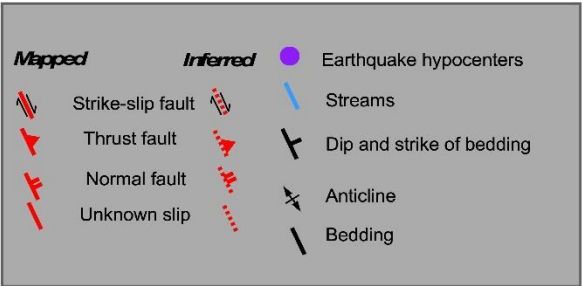 Mapped Inferred Earthquake hypocenters
Strike-slip fault Streams
Thrust fault Dip and strike of bedding
Normal fault Anticline
Unknown slip Bedding